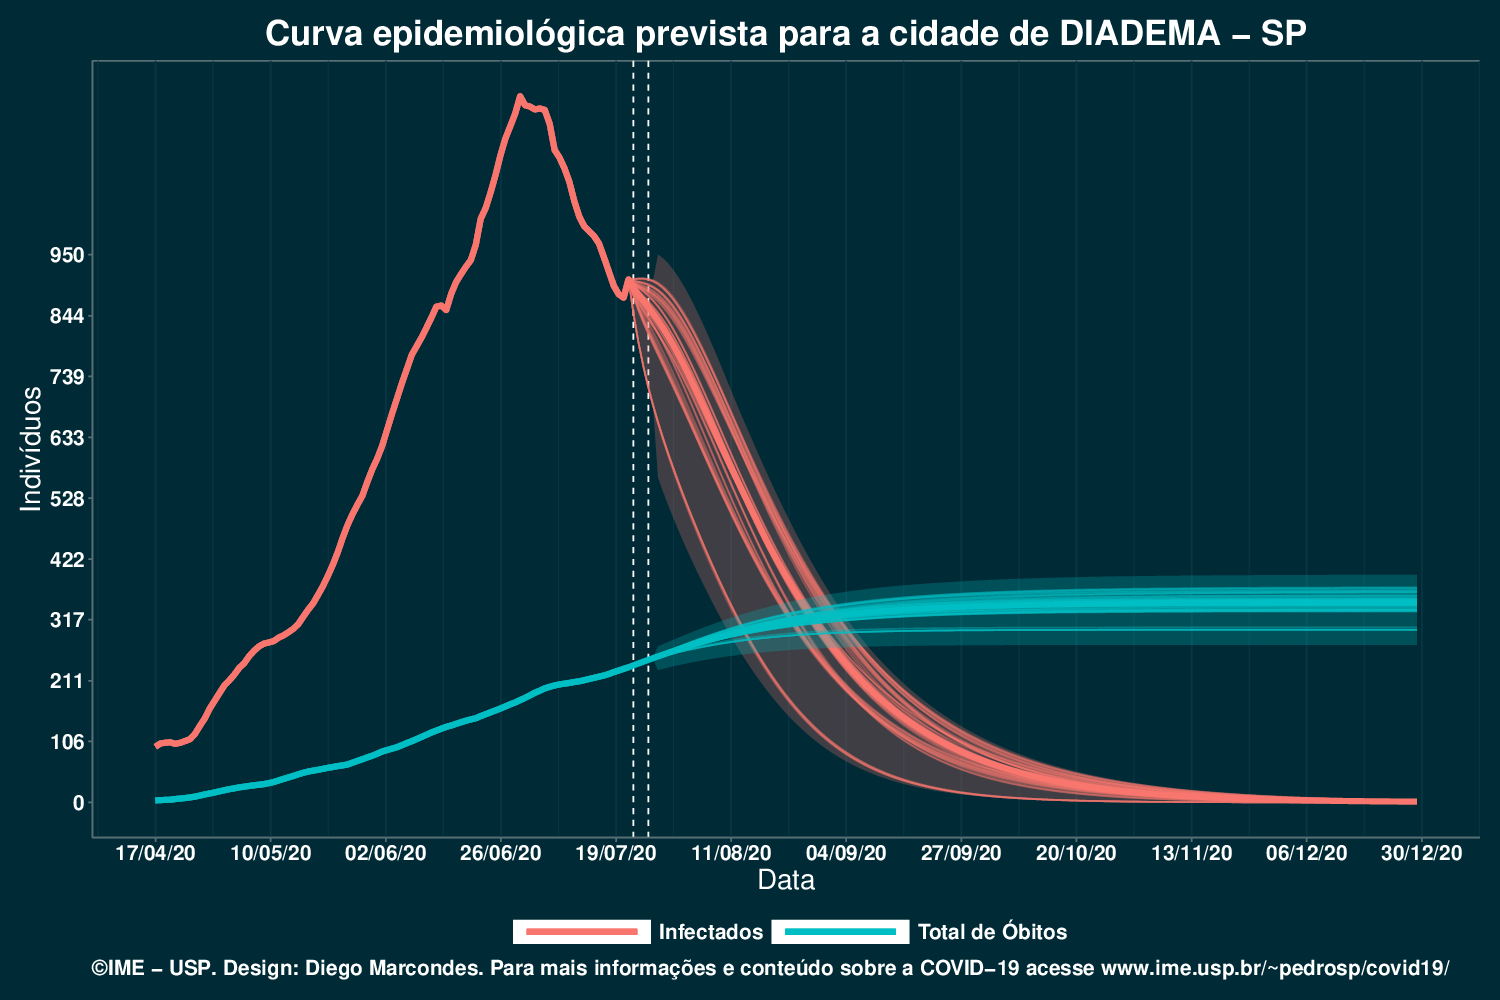 Curva epidemiológica prevista para a cidade de DIADEMA – SP
Indivíduos
950
844
739
633
528
422
317
211
106
0
17/04/20 10/05/20 02/06/20 26/06/20 19/07/20 11/08/20 04/09/20 27/09/20 20/10/20 13/11/20 06/12/20 30/12/20
Data
Infectados Total de Óbitos
©IME – USP. Design: Diego Marcondes. Para mais informações e conteúdo sobre a COVID–19 acesse www.ime.usp.br/~pedrosp/covid19/